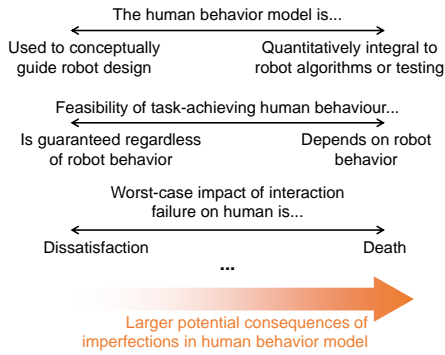 The human behavior model is...
Used to conceptually guide robot design
Quantitatively integral to robot algorithms or testing
Feasibility of task-achieving human behaviour...
Is guaranteed regardless of robot behavior
Depends on robot behavior
Worst-case impact of interaction
failure on human is...
Dissatisfaction
Death
...
Larger potential consequences of
imperfections in human behavior model